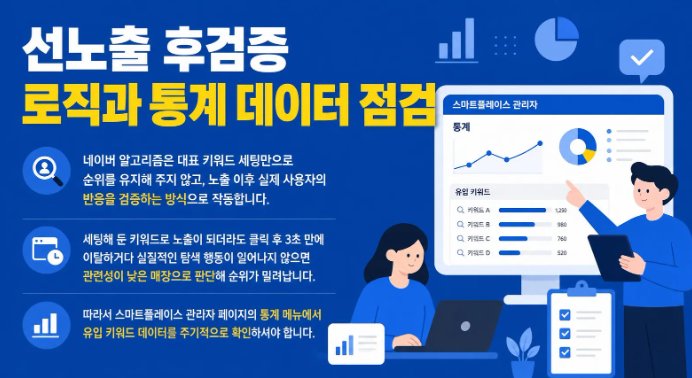 선노출 후검증
로직과 통계 데이터 점검
네이버 알고리즘은 대표 키워드 세팅만으로
순위를 유지해 주지 않고, 노출 이후 실제 사용자의
반응을 검증하는 방식으로 작동합니다.
세팅해 둔 키워드로 노출이 되더라도 클릭 후 3초 만에
이탈하거다 실질적인 탐색 행동이 일어나지 않으면
관련성이 낮은 매장으로 판단해 순위가 밀려납니다.
따라서 스마트플레이스 관리자 페이지의 통계 메뉴에서
유입 키워드 데이터를 주기적으로 확인하셔야 합니다.
스마트플레이스 관리자
통계
유입 키워드
키워드 A 1,230
키워드 B 980
키워드 C 760
키워드 D 520